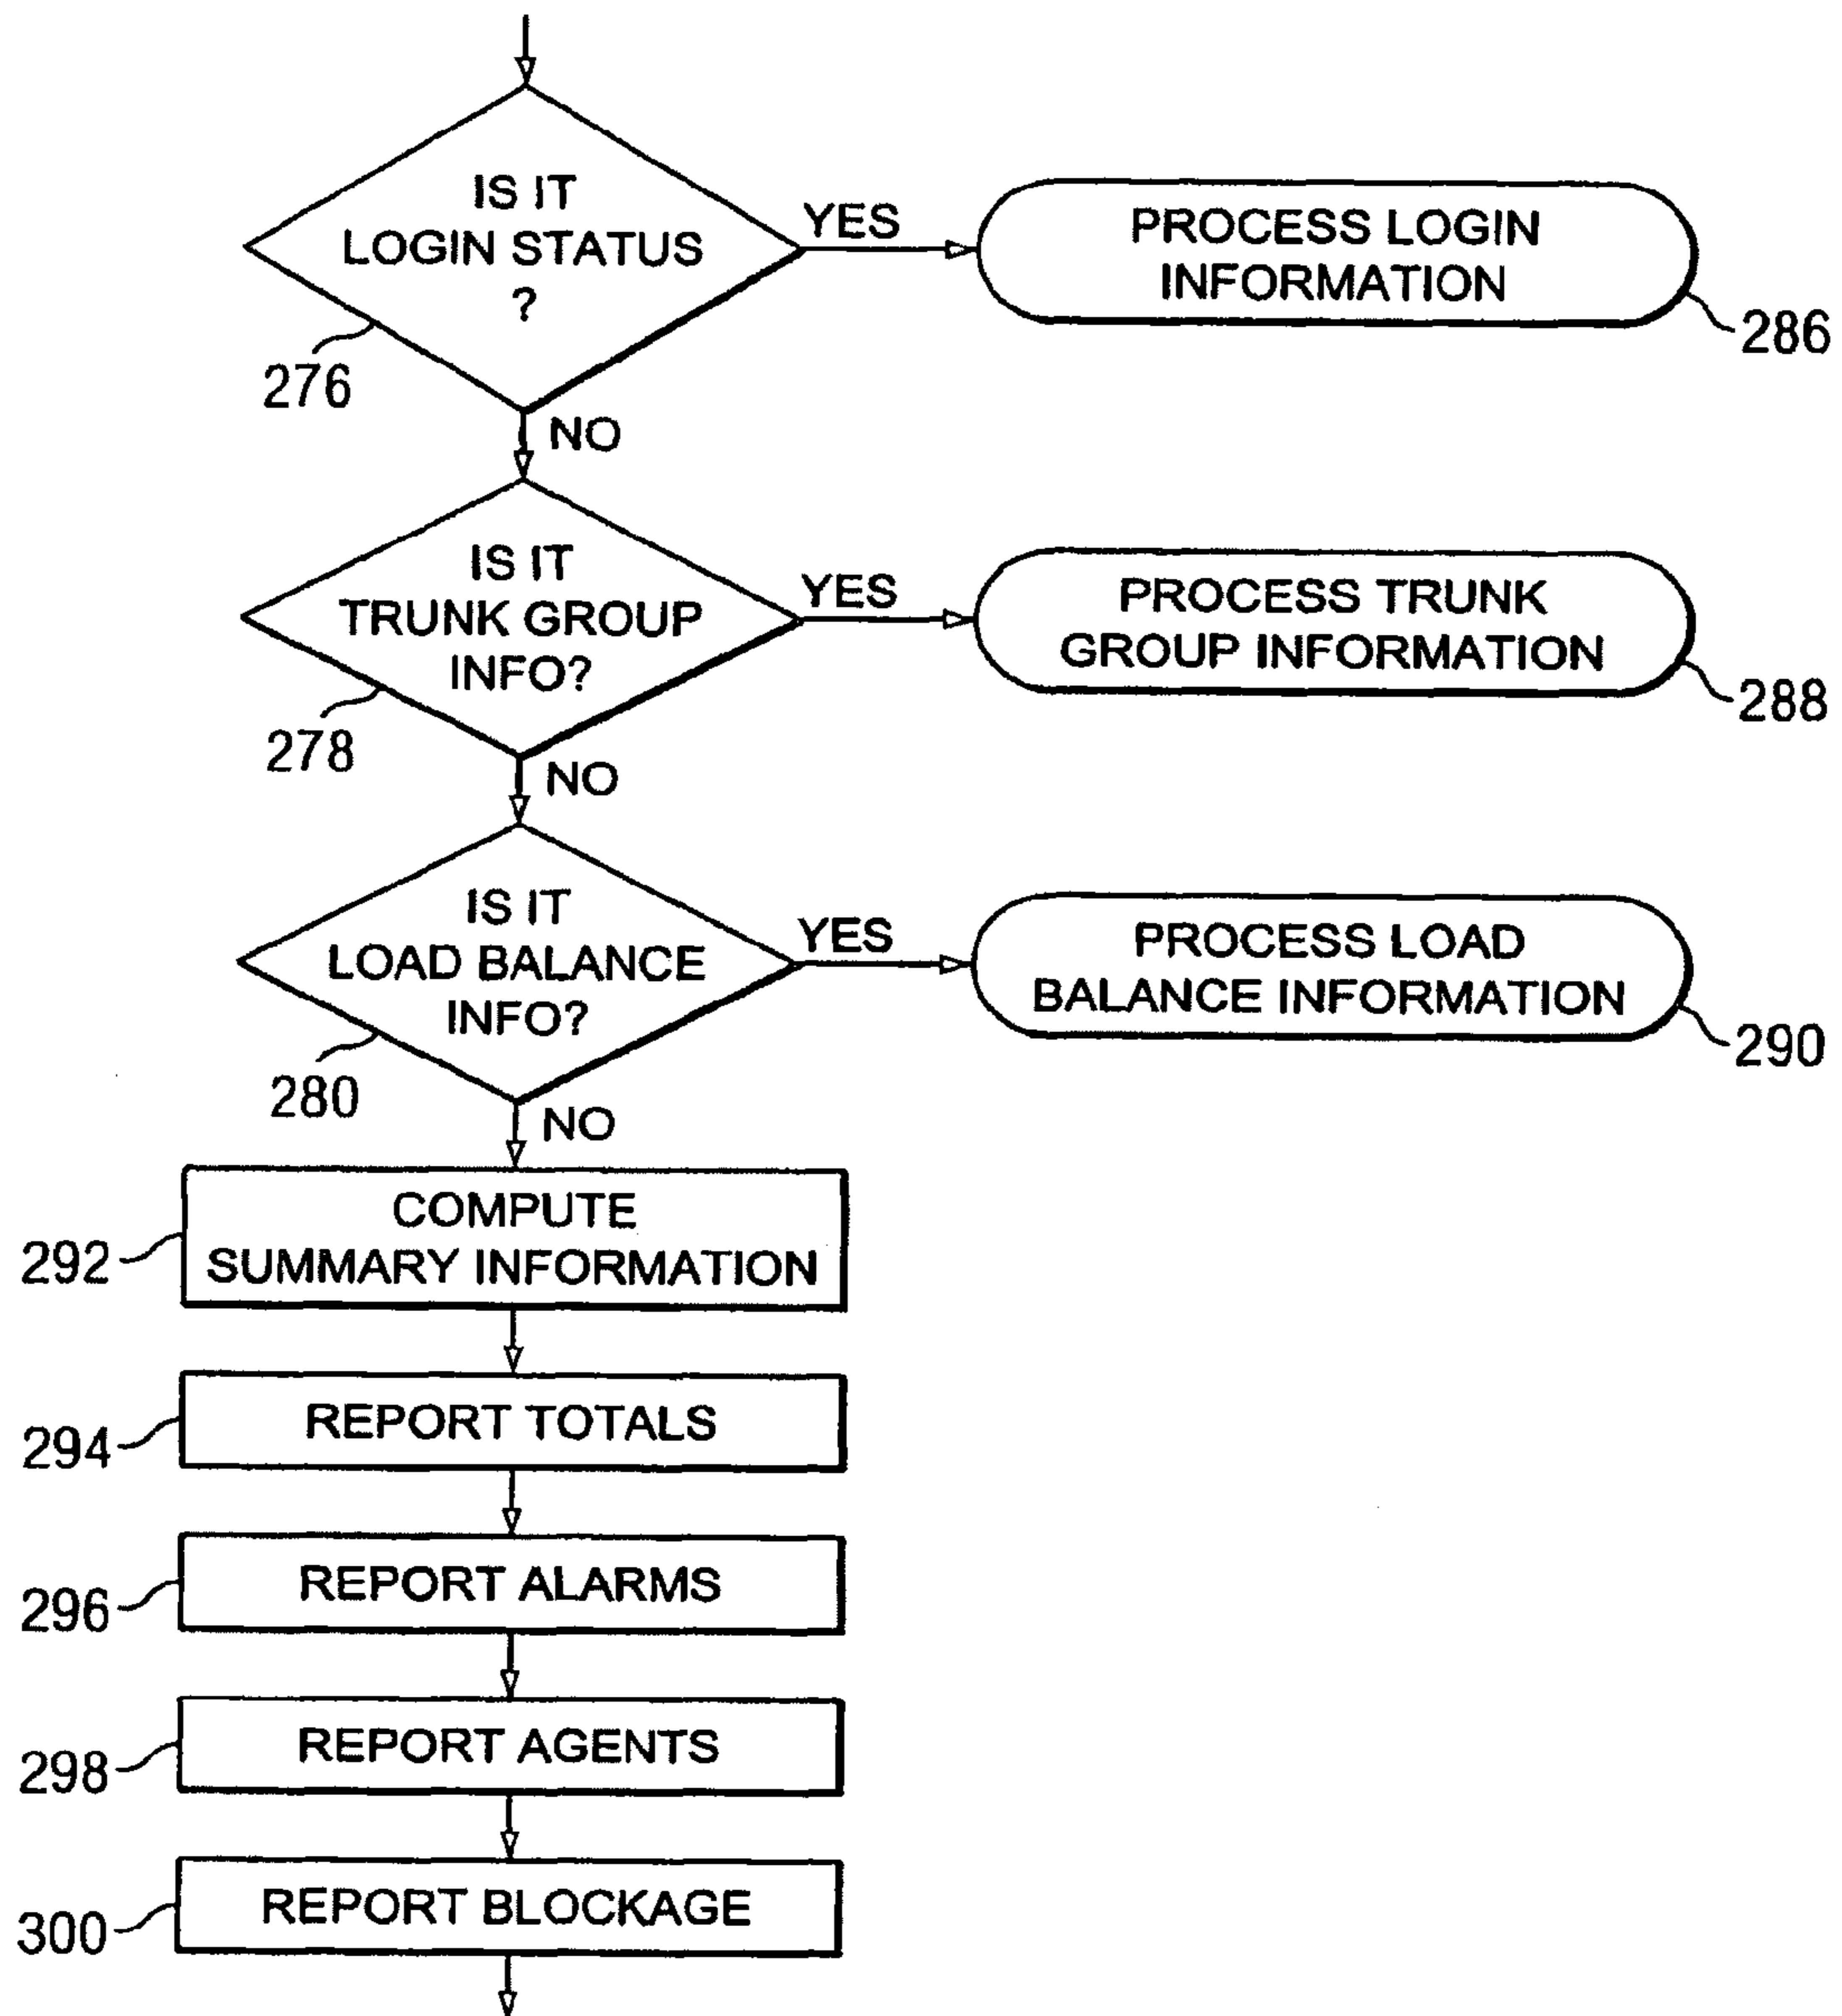 IS IT
LOGIN STATUS
?
YES
PROCESS LOGIN
INFORMATION
286
276
NO
IS IT
TRUNK GROUP
INFO?
YES
PROCESS TRUNK
GROUP INFORMATION
288
278
NO
IS IT
LOAD BALANCE
INFO?
YES
PROCESS LOAD
BALANCE INFORMATION
290
280
NO
COMPUTE
SUMMARY INFORMATION
292
REPORT TOTALS
294
REPORT ALARMS
296
REPORT AGENTS
298
REPORT BLOCKAGE
300